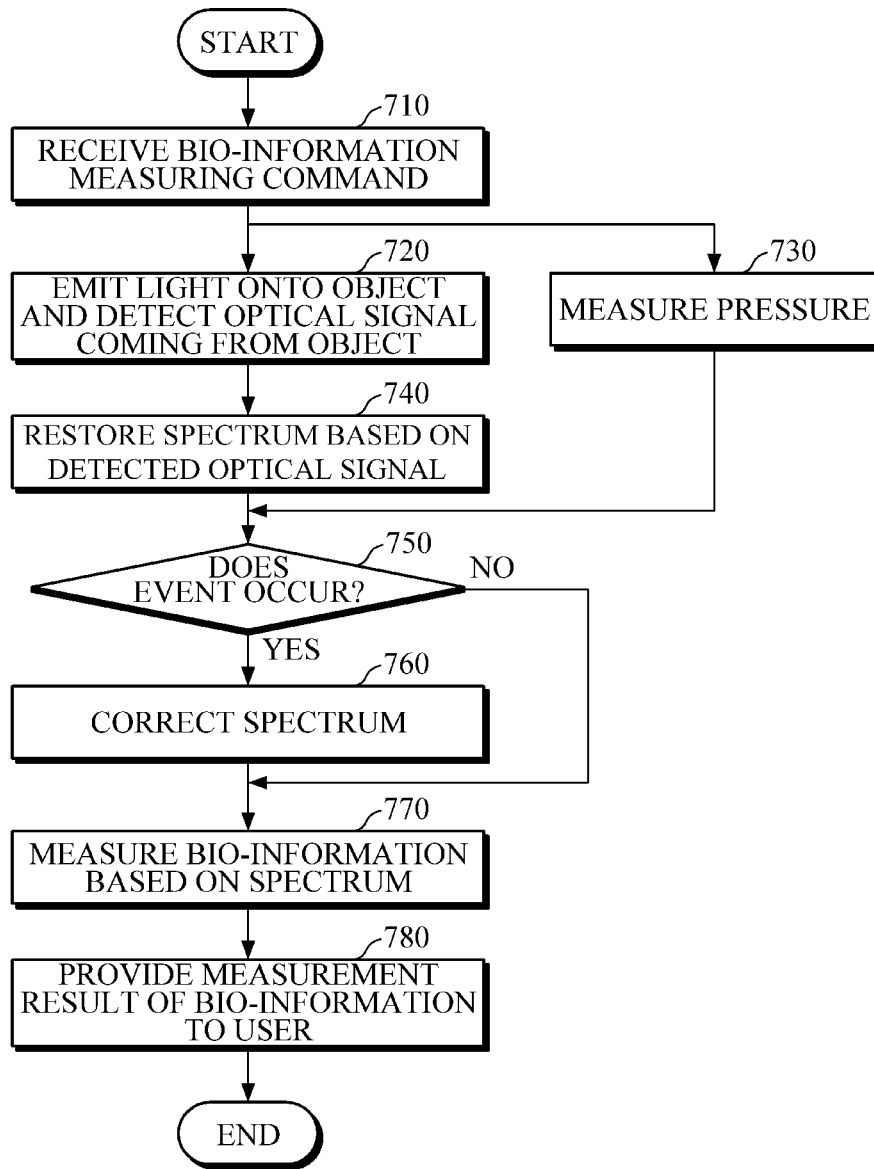 START
710
RECEIVE BIO-INFORMATION
MEASURING COMMAND
720
EMIT LIGHT ONTO OBJECT
AND DETECT OPTICAL SIGNAL
COMING FROM OBJECT
730
MEASURE PRESSURE
740
RESTORE SPECTRUM BASED ON
DETECTED OPTICAL SIGNAL
750
DOES
EVENT OCCUR?
NO
YES
760
CORRECT SPECTRUM
770
MEASURE BIO-INFORMATION
BASED ON SPECTRUM
780
PROVIDE MEASUREMENT
RESULT OF BIO-INFORMATION
TO USER
END